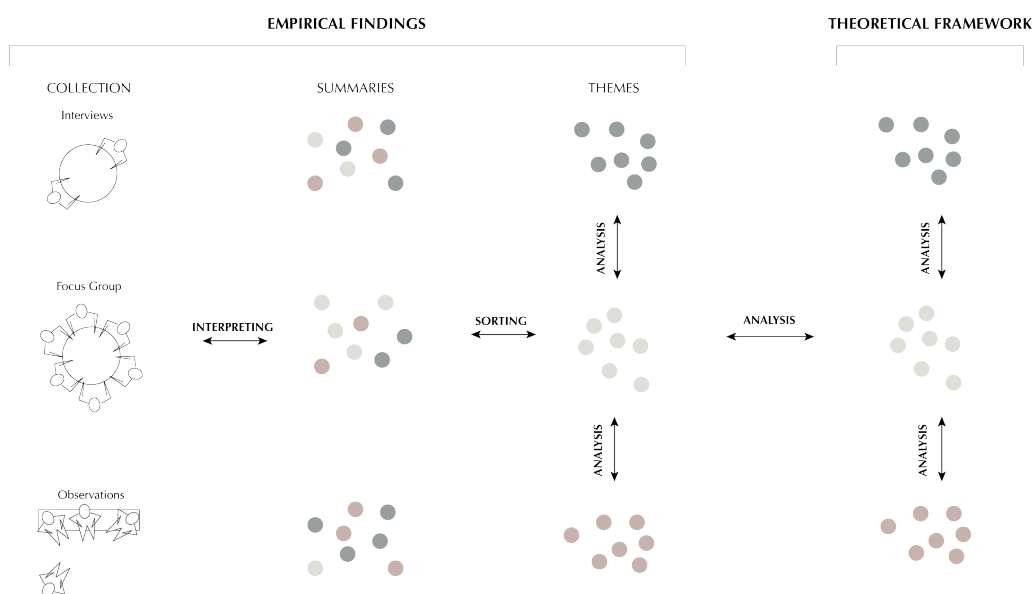 EMPIRICAL FINDINGS
THEORETICAL FRAMEWORK
COLLECTION
SUMMARIES
THEMES
Interviews
ANALYSIS
ANALYSIS
Focus Group
INTERPRETING
SORTING
ANALYSIS
ANALYSIS
ANALYSIS
Observations